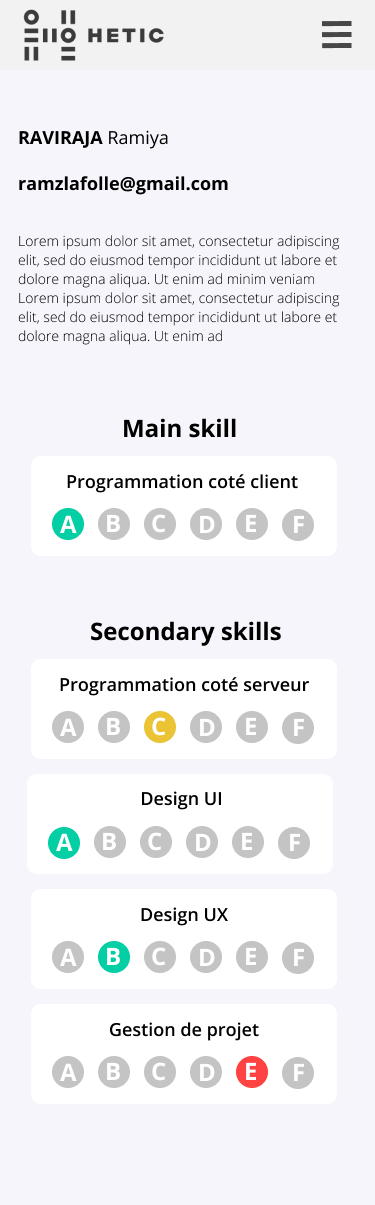 HETIC
RAVIRAJA Ramiya
ramzlafolle@gmail.com
Lorem ipsum dolor sit amet, consectetur adipiscing
elit, sed do eiusmod tempor incididunt ut labore et
dolore magna aliqua. Ut enim ad minim veniam
Lorem ipsum dolor sit amet, consectetur adipiscing
elit, sed do eiusmod tempor incididunt ut labore et
dolore magna aliqua. Ut enim ad
Main skill
Programmation coté client
A B C D E F
Secondary skills
Programmation coté serveur
A B C D E F
Design UI
A B C D E F
Design UX
A B C D E F
Gestion de projet
A B C D E F